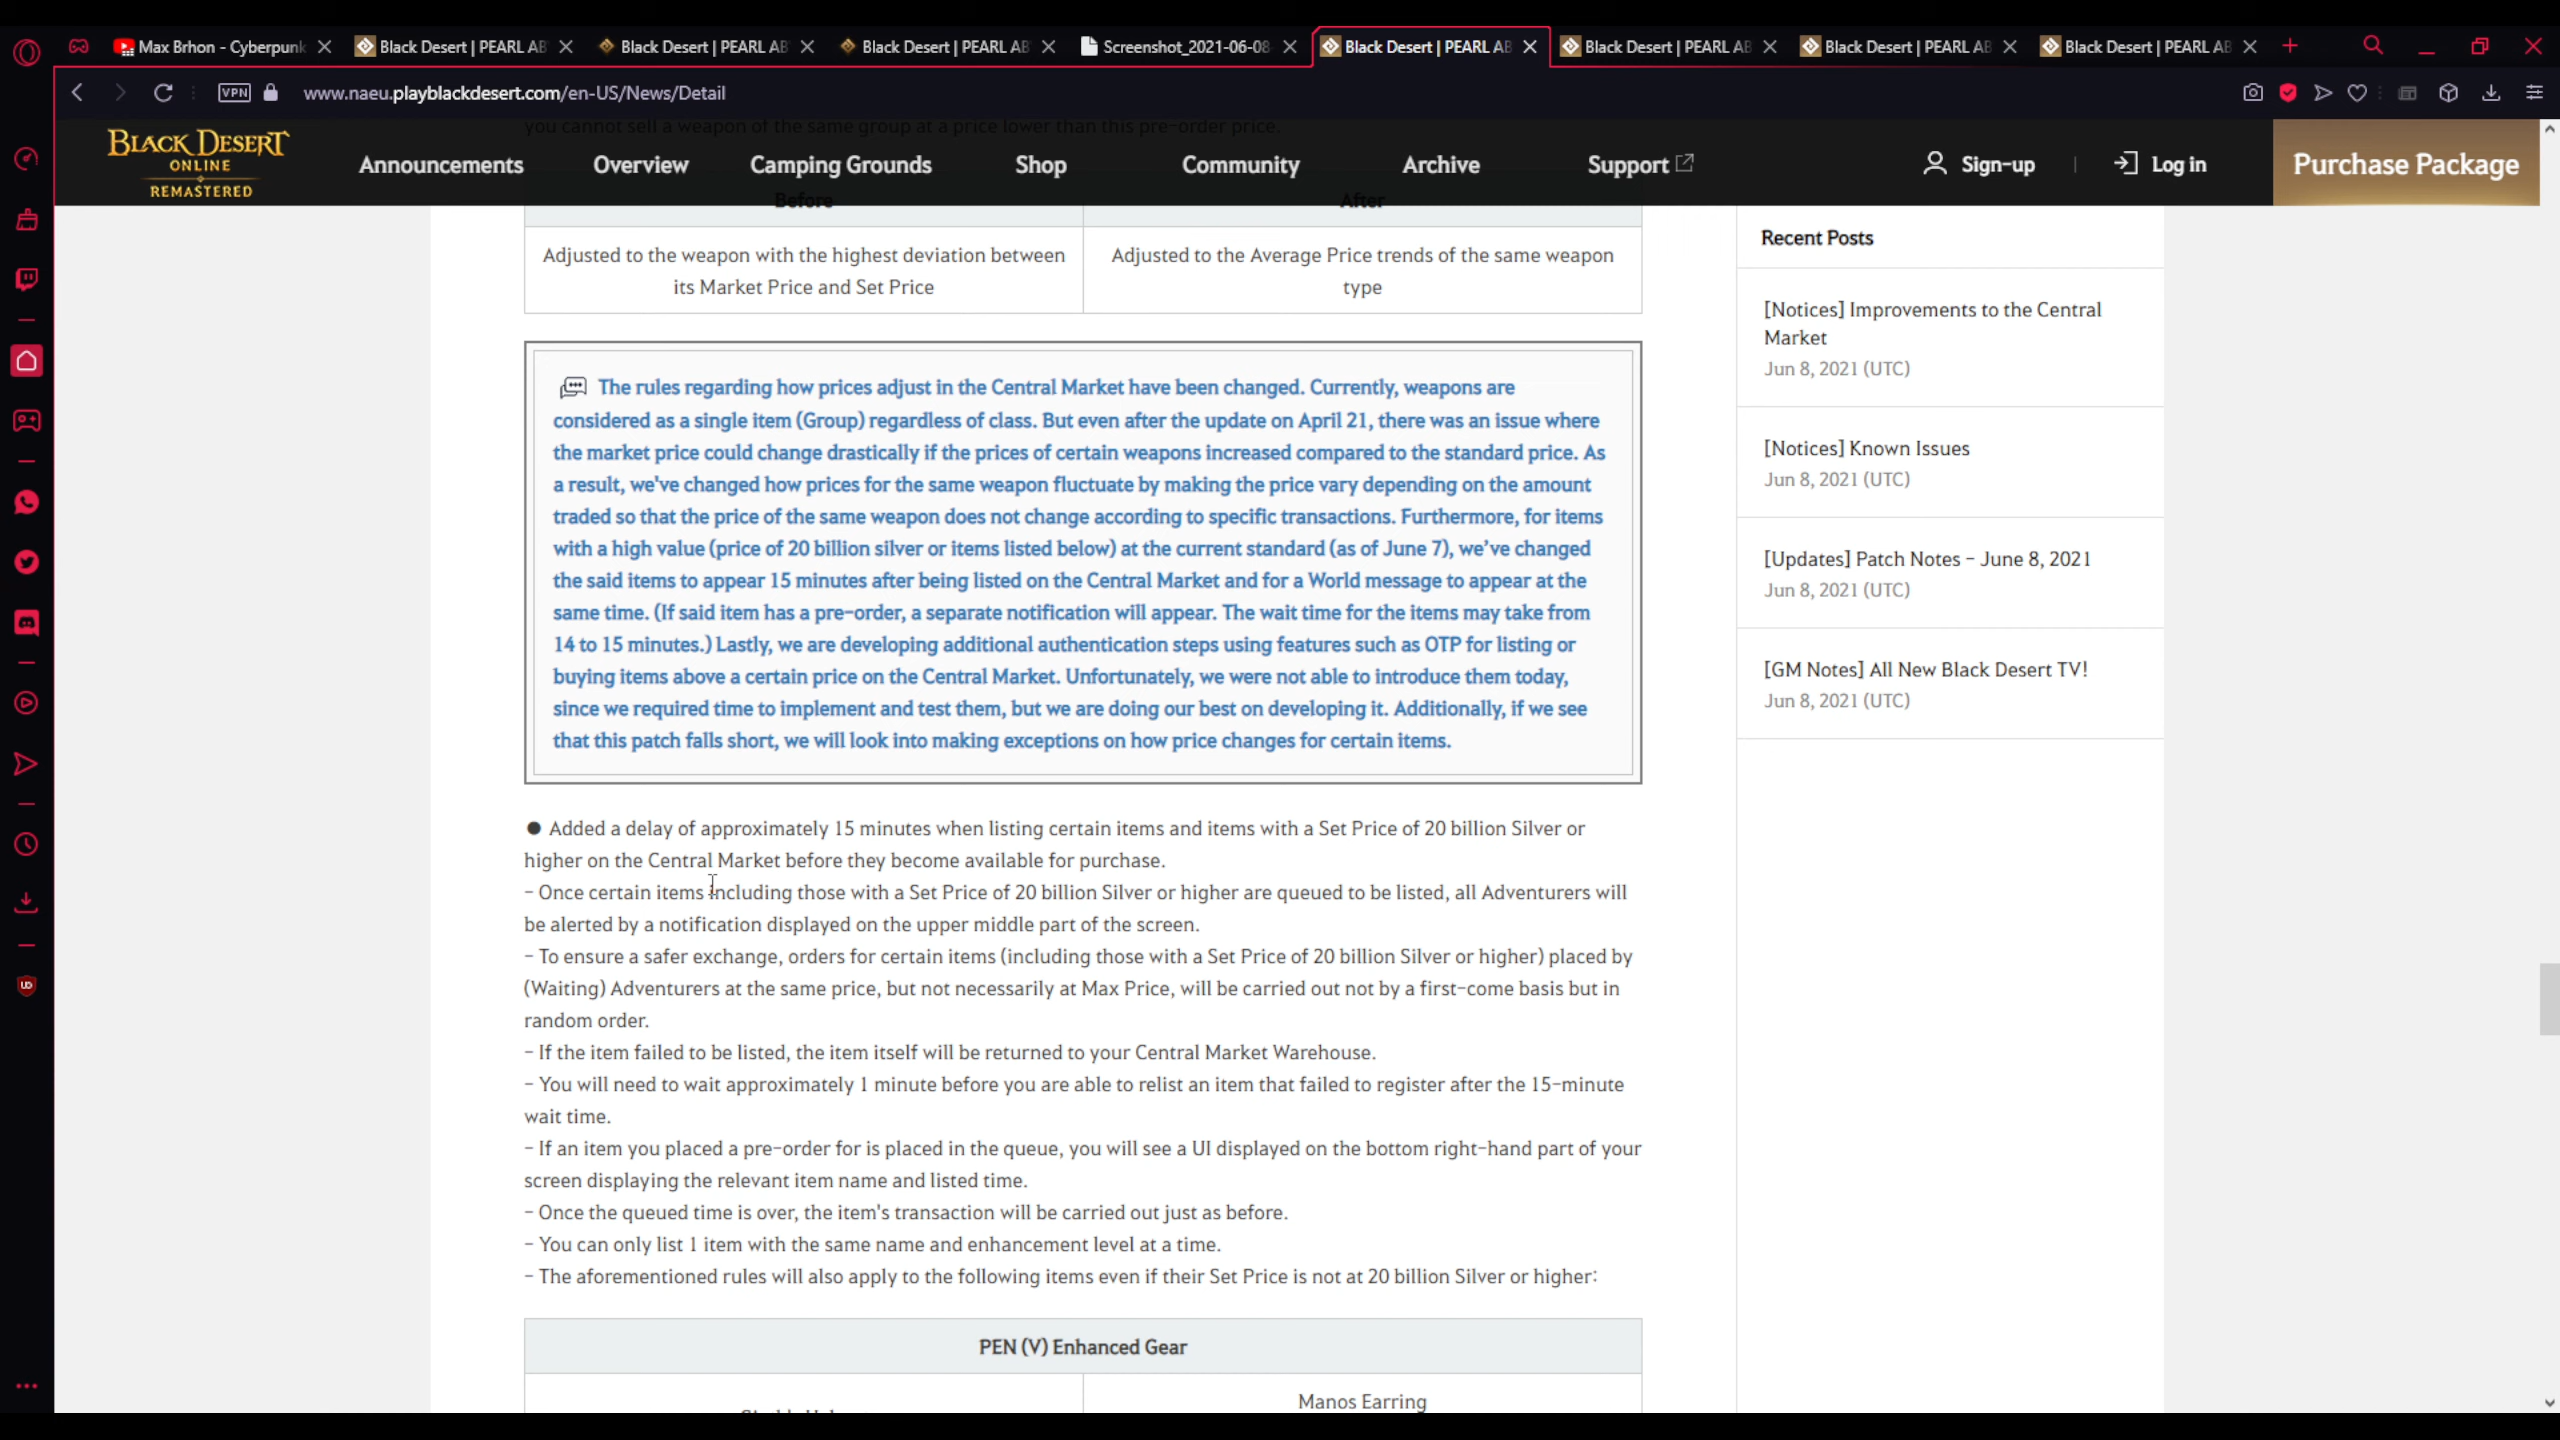 Max Brhon - Cyberpunk
Black Desert | PEARL AB
Black Desert | PEARL AB
Black Desert | PEARL AB
Screenshot_2021-06-08
Black Desert | PEARL AB
Black Desert | PEARL AB
Black Desert | PEARL AB
Black Desert | PEARL AB
VPN
www.naeu.playblackdesert.com/en-US/News/Detail
you cannot sell a weapon of the same group at a price lower than this pre-order price.
BLACK DESERT
ONLINE
REMASTERED
Announcements
Overview
Camping Grounds
Shop
Community
Archive
Support
Sign-up
Log in
Purchase Package
Before
After
Adjusted to the weapon with the highest deviation between
its Market Price and Set Price
Adjusted to the Average Price trends of the same weapon
type
The rules regarding how prices adjust in the Central Market have been changed. Currently, weapons are
considered as a single item (Group) regardless of class. But even after the update on April 21, there was an issue where
the market price could change drastically if the prices of certain weapons increased compared to the standard price. As
a result, we've changed how prices for the same weapon fluctuate by making the price vary depending on the amount
traded so that the price of the same weapon does not change according to specific transactions. Furthermore, for items
with a high value (price of 20 billion silver or items listed below) at the current standard (as of June 7), we've changed
the said items to appear 15 minutes after being listed on the Central Market and for a World message to appear at the
same time. (If said item has a pre-order, a separate notification will appear. The wait time for the items may take from
14 to 15 minutes.) Lastly, we are developing additional authentication steps using features such as OTP for listing or
buying items above a certain price on the Central Market. Unfortunately, we were not able to introduce them today,
since we required time to implement and test them, but we are doing our best on developing it. Additionally, if we see
that this patch falls short, we will look into making exceptions on how price changes for certain items.
● Added a delay of approximately 15 minutes when listing certain items and items with a Set Price of 20 billion Silver or
higher on the Central Market before they become available for purchase.
- Once certain items including those with a Set Price of 20 billion Silver or higher are queued to be listed, all Adventurers will
be alerted by a notification displayed on the upper middle part of the screen.
- To ensure a safer exchange, orders for certain items (including those with a Set Price of 20 billion Silver or higher) placed by
(Waiting) Adventurers at the same price, but not necessarily at Max Price, will be carried out not by a first-come basis but in
random order.
- If the item failed to be listed, the item itself will be returned to your Central Market Warehouse.
- You will need to wait approximately 1 minute before you are able to relist an item that failed to register after the 15-minute
wait time.
- If an item you placed a pre-order for is placed in the queue, you will see a UI displayed on the bottom right-hand part of your
screen displaying the relevant item name and listed time.
- Once the queued time is over, the item's transaction will be carried out just as before.
- You can only list 1 item with the same name and enhancement level at a time.
- The aforementioned rules will also apply to the following items even if their Set Price is not at 20 billion Silver or higher:
PEN (V) Enhanced Gear
Manos Earring
Recent Posts
[Notices] Improvements to the Central
Market
Jun 8, 2021 (UTC)
[Notices] Known Issues
Jun 8, 2021 (UTC)
[Updates] Patch Notes - June 8, 2021
Jun 8, 2021 (UTC)
[GM Notes] All New Black Desert TV!
Jun 8, 2021 (UTC)